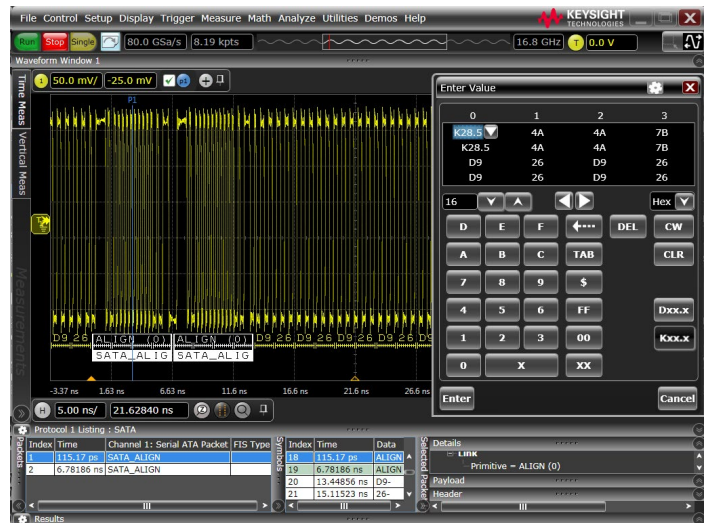 File Control Setup Display Trigger Measure Math Analyze Utilities Demos Help
KEYSIGHT TECHNOLOGIES
Run Stop Single 80.0 GSa/s 8.19 kpts 16.8 GHz T 0.0 V
Waveform Window 1
1 50.0 mV/ -25.0 mV p1
Time Meas
Vertical Meas
Measurements
P1
D9 26 ALIGN (0) ALIGN (0) D9 26 D9 26 D9 26 D9 26 D9 26
SATA_ALIG SATA_ALIG
-3.37 ns 1.63 ns 6.63 ns 11.6 ns 16.6 ns 21.6 ns 26.6 ns
H 5.00 ns/ 21.62840 ns
Enter Value
0 1 2 3
K28.5 4A 4A 7B
K28.5 4A 4A 7B
D9 26 D9 26
D9 26 D9 26
16 Hex
D E F DEL CW
A B C TAB CLR
7 8 9 $
4 5 6 FF Dxx.x
1 2 3 00 Kxx.x
0 X XX
Enter Cancel
Protocol 1 Listing : SATA
Packets
Index Time Channel 1: Serial ATA Packet FIS Type
1 115.17 ps SATA_ALIGN
2 6.78186 ns SATA_ALIGN
Symbols
Index Time Data
18 115.17 ps ALIGN
19 6.78186 ns ALIGN
20 13.44856 ns D9-
21 15.11523 ns 26-
Selected Packet
Details
Link
Primitive = ALIGN (0)
Payload
Header
Results